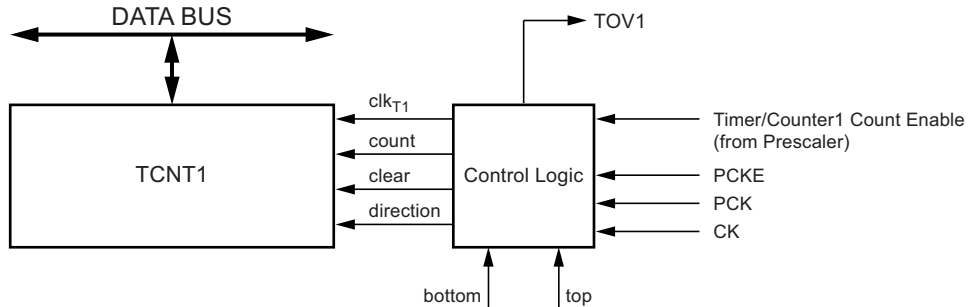 DATA BUS
TOV1
clkT1
count
clear
direction
TCNT1
Control Logic
Timer/Counter1 Count Enable
(from Prescaler)
PCKE
PCK
CK
bottom
top